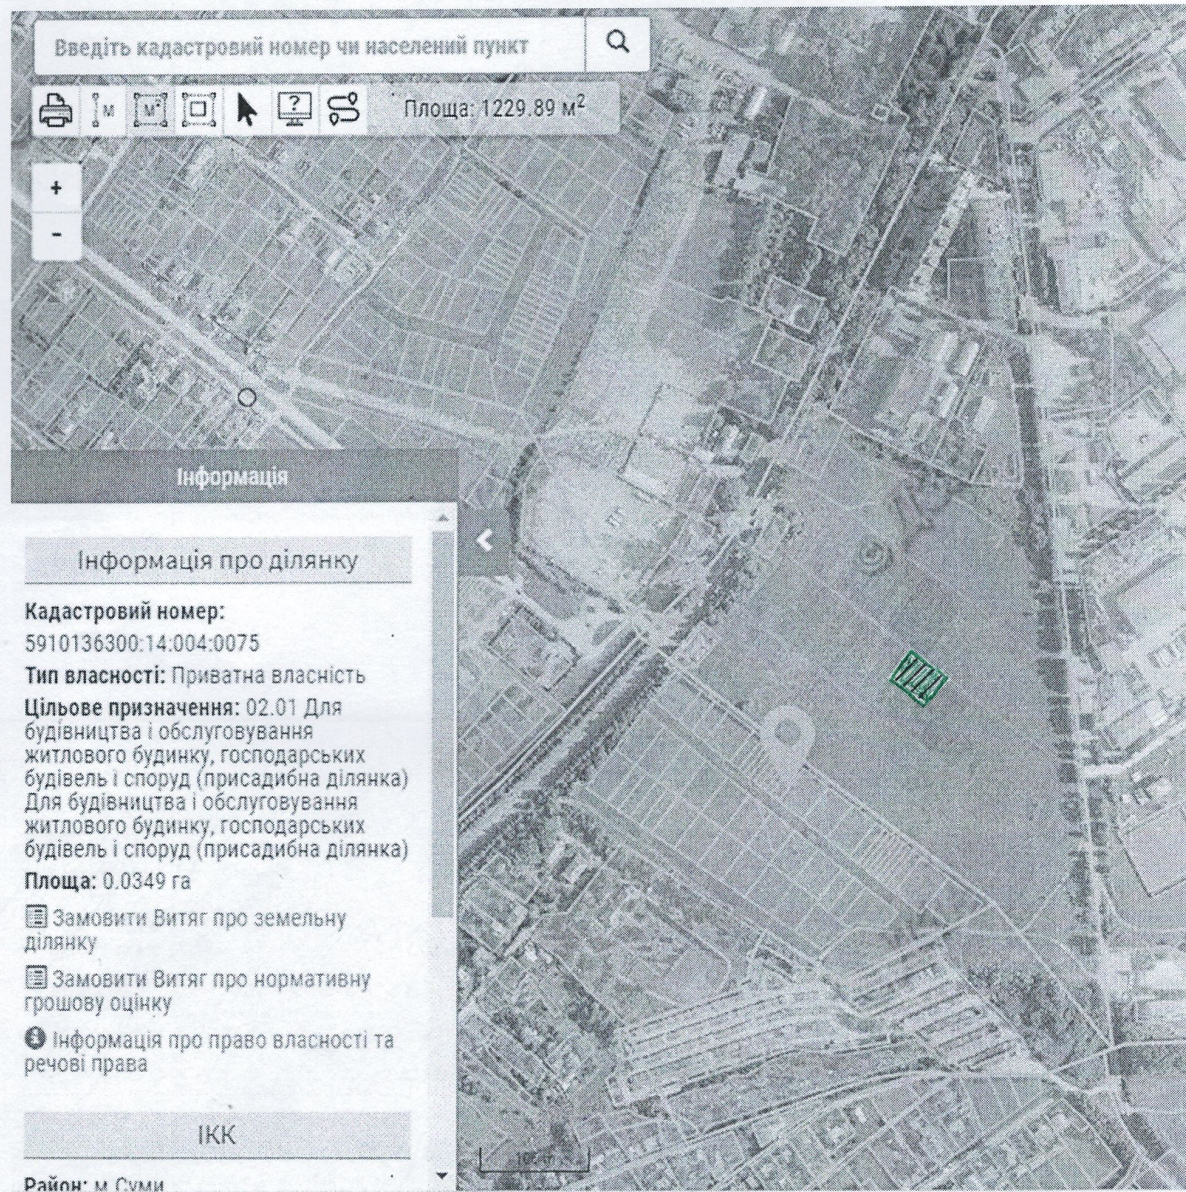 Введіть кадастровий номер чи населений пункт
М М² ? Площа: 1229.89 м²
+
-
Інформація
Інформація про ділянку
Кадастровий номер:
5910136300:14:004:0075
Тип власності: Приватна власність
Цільове призначення: 02.01 Для
будівництва і обслуговування
житлового будинку, господарських
будівель і споруд (присадибна ділянка)
Для будівництва і обслуговування
житлового будинку, господарських
будівель і споруд (присадибна ділянка)
Площа: 0.0349 га
Замовити Витяг про земельну
ділянку
Замовити Витяг про нормативну
грошову оцінку
Інформація про право власності та
речові права
ІКК
Район: м.Суми